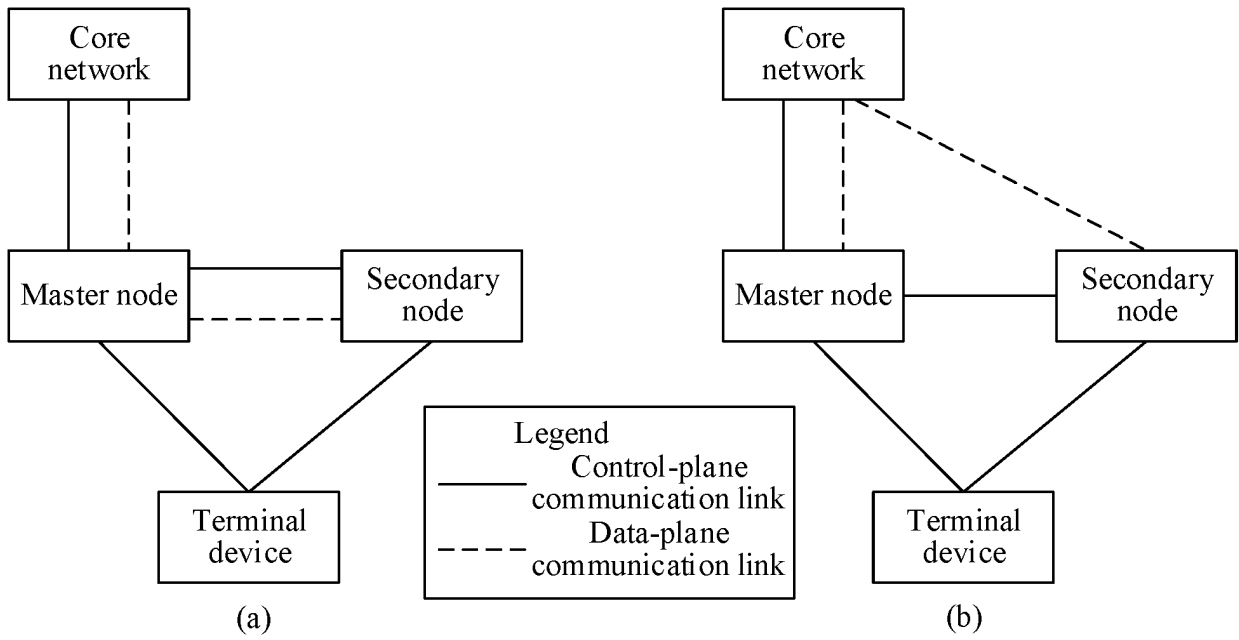 Core
network
Core
network
Master node
Secondary
node
Master node
Secondary
node
Legend
Control-plane
communication link
Data-plane
communication link
Terminal
device
Terminal
device
(a)
(b)